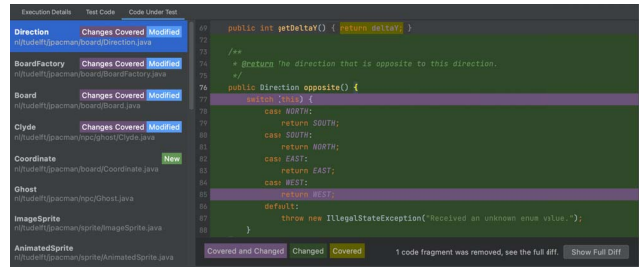 Execution Details Test Code Code Under Test
Direction Changes Covered Modified
nl/tudelft/jpacman/board/Direction.java
BoardFactory Changes Covered Modified
nl/tudelft/jpacman/board/BoardFactory.java
Board Changes Covered Modified
nl/tudelft/jpacman/board/Board.java
Clyde Changes Covered Modified
nl/tudelft/jpacman/npc/ghost/Clyde.java
Coordinate New
nl/tudelft/jpacman/board/Coordinate.java
Ghost
nl/tudelft/jpacman/npc/Ghost.java
ImageSprite
nl/tudelft/jpacman/sprite/ImageSprite.java
AnimatedSprite
nl/tudelft/jpacman/sprite/AnimatedSprite.java
69 public int getDeltaY() { return deltaY; }
72
73 /**
74 * @return The direction that is opposite to this direction.
75 */
76 public Direction opposite() {
77 switch (this) {
78 case NORTH:
79 return SOUTH;
80 case SOUTH:
81 return NORTH;
82 case EAST:
83 return EAST;
84 case WEST:
85 return WEST;
86 default:
87 throw new IllegalStateException("Received an unknown enum value.");
88 }
Covered and Changed Changed Covered 1 code fragment was removed, see the full diff. Show Full Diff